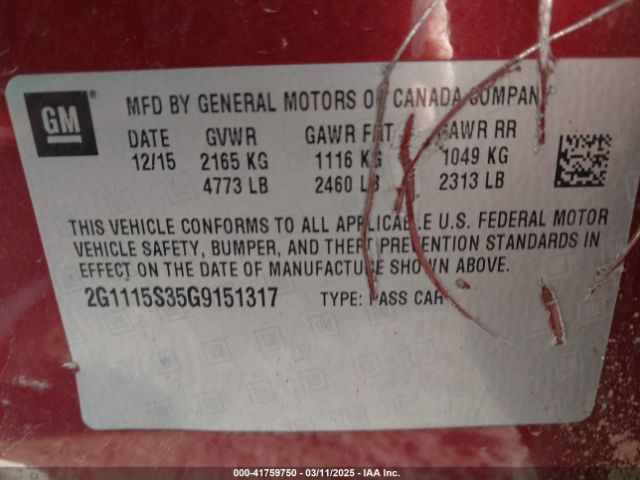 GM ®
MFD BY GENERAL MOTORS OF CANADA COMPANY
DATE GVWR GAWR FRT GAWR RR
12/15 2165 KG 1116 KG 1049 KG
4773 LB 2460 LB 2313 LB
THIS VEHICLE CONFORMS TO ALL APPLICABLE U.S. FEDERAL MOTOR
VEHICLE SAFETY, BUMPER, AND THEFT PREVENTION STANDARDS IN
EFFECT ON THE DATE OF MANUFACTURE SHOWN ABOVE.
2G1115S35G9151317 TYPE: PASS CAR
000-41759750 | 03/11/2025 | IAA Inc.